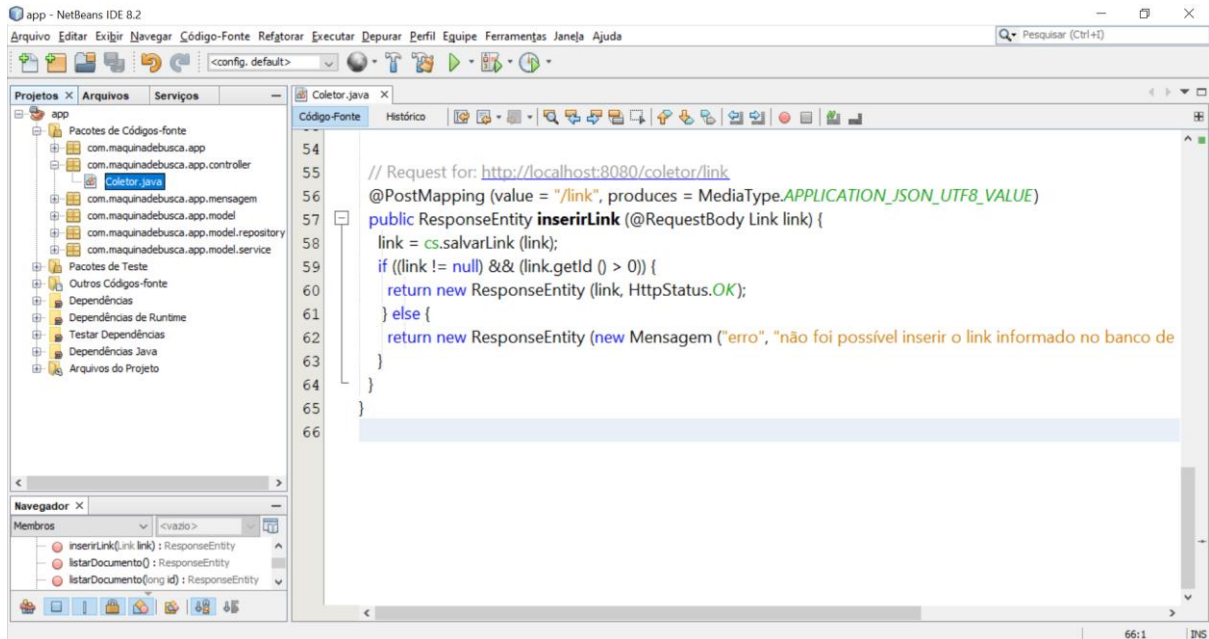 app - NetBeans IDE 8.2
Arquivo Editar Exibir Navegar Código-Fonte Refatorar Executar Depurar Perfil Equipe Ferramentas Janela Ajuda
Pesquisar (Ctrl+I)
<config. default>
Projetos Arquivos Serviços
Coletor.java
Código-Fonte Histórico
app
Pacotes de Códigos-fonte
com.maquinadebusca.app
com.maquinadebusca.app.controller
Coletor.java
com.maquinadebusca.app.mensagem
com.maquinadebusca.app.model
com.maquinadebusca.app.model.repository
com.maquinadebusca.app.model.service
Pacotes de Teste
Outros Códigos-fonte
Dependências
Dependências de Runtime
Testar Dependências
Dependências Java
Arquivos do Projeto
54
55 // Request for: http://localhost:8080/coletor/link
56 @PostMapping (value = "/link", produces = MediaType.APPLICATION_JSON_UTF8_VALUE)
57 public ResponseEntity inserirLink (@RequestBody Link link) {
58 link = cs.salvarLink (link);
59 if ((link != null) && (link.getId () > 0)) {
60 return new ResponseEntity (link, HttpStatus.OK);
61 } else {
62 return new ResponseEntity (new Mensagem ("erro", "não foi possível inserir o link informado no banco de
63 }
64 }
65 }
66
Navegador
Membros <vazio>
inserirLink(Link link) : ResponseEntity
listarDocumento() : ResponseEntity
listarDocumento(long id) : ResponseEntity
66:1 INS